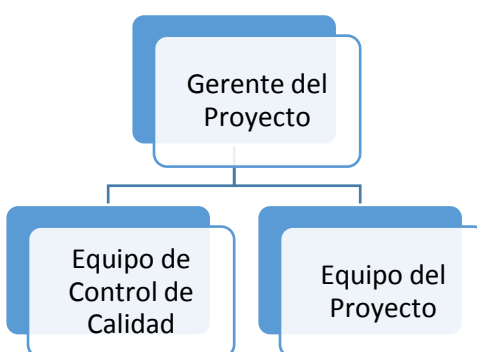 Gerente del
Proyecto
Equipo de
Control de
Calidad
Equipo del
Proyecto